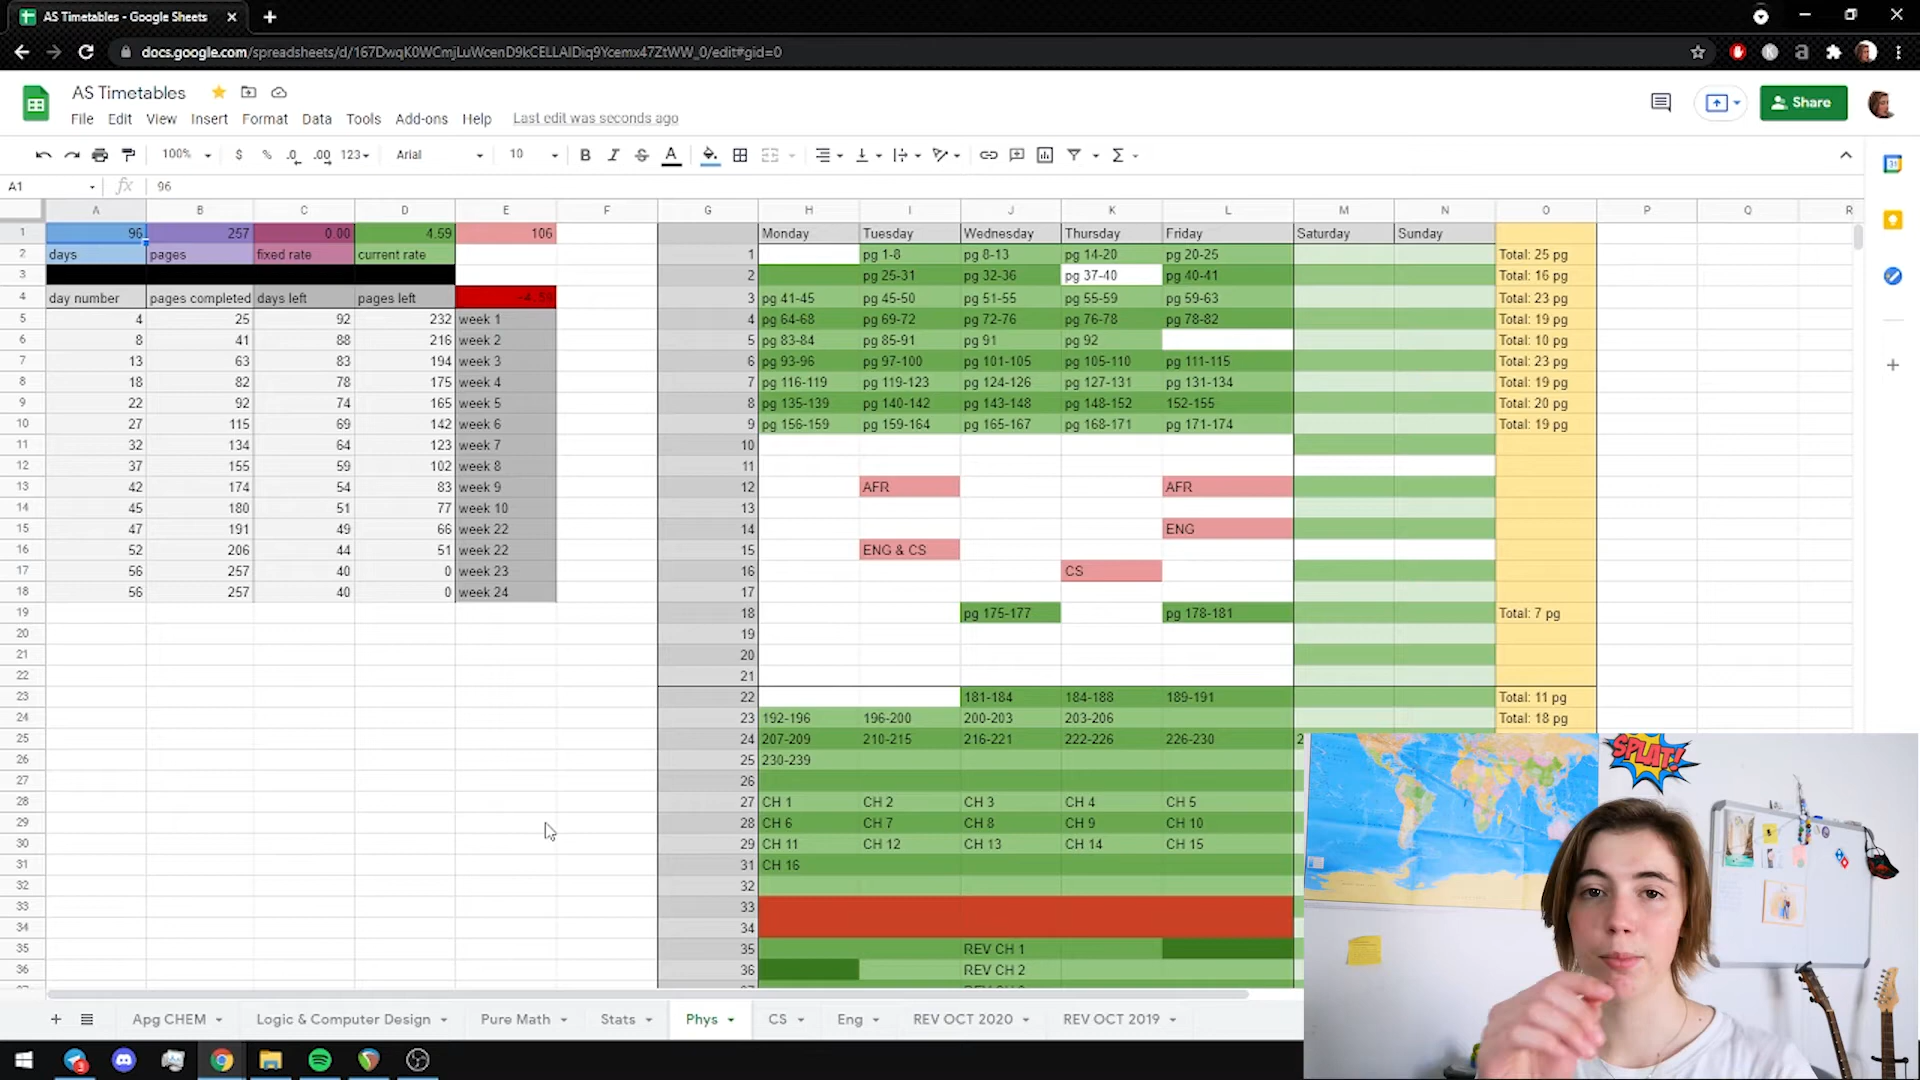 AS Timetables - Google Sheets
docs.google.com/spreadsheets/d/167DwqK0WCmjLuWcenD9kCELLAIDiq9Ycemx47ZtWW_0/edit#gid=0
AS Timetables
File Edit View Insert Format Data Tools Add-ons Help Last edit was seconds ago
Share
100% $ % .0 .00 123 Arial 10 B I S A
A1 fx 96
A B C D E F G H I J K L M N O P Q R
1 96 257 0.00 4.59 106 Monday Tuesday Wednesday Thursday Friday Saturday Sunday
2 days pages fixed rate current rate 1 pg 1-8 pg 8-13 pg 14-20 pg 20-25 Total: 25 pg
3 2 pg 25-31 pg 32-36 pg 37-40 pg 40-41 Total: 16 pg
4 day number pages completed days left pages left -4.59 3 pg 41-45 pg 45-50 pg 51-55 pg 55-59 pg 59-63 Total: 23 pg
5 4 25 92 232 week 1 4 pg 64-68 pg 69-72 pg 72-76 pg 76-78 pg 78-82 Total: 19 pg
6 8 41 88 216 week 2 5 pg 83-84 pg 85-91 pg 91 pg 92 Total: 10 pg
7 13 63 83 194 week 3 6 pg 93-96 pg 97-100 pg 101-105 pg 105-110 pg 111-115 Total: 23 pg
8 18 82 78 175 week 4 7 pg 116-119 pg 119-123 pg 124-126 pg 127-131 pg 131-134 Total: 19 pg
9 22 92 74 165 week 5 8 pg 135-139 pg 140-142 pg 143-148 pg 148-152 152-155 Total: 20 pg
10 27 115 69 142 week 6 9 pg 156-159 pg 159-164 pg 165-167 pg 168-171 pg 171-174 Total: 19 pg
11 32 134 64 123 week 7 10
12 37 155 59 102 week 8 11
13 42 174 54 83 week 9 12 AFR AFR
14 45 180 51 77 week 10 13
15 47 191 49 66 week 22 14 ENG
16 52 206 44 51 week 22 15 ENG & CS
17 56 257 40 0 week 23 16 CS
18 56 257 40 0 week 24 17
19 18 pg 175-177 pg 178-181 Total: 7 pg
20 19
21 20
22 21
23 22 181-184 184-188 189-191 Total: 11 pg
24 23 192-196 196-200 200-203 203-206 Total: 18 pg
25 24 207-209 210-215 216-221 222-226 226-230 2
26 25 230-239
27 26
28 27 CH 1 CH 2 CH 3 CH 4 CH 5
29 28 CH 6 CH 7 CH 8 CH 9 CH 10
30 29 CH 11 CH 12 CH 13 CH 14 CH 15
31 31 CH 16
32 32
33 33
34 34
35 35 REV CH 1
36 36 REV CH 2
SPLAT!
Apg CHEM Logic & Computer Design Pure Math Stats Phys CS Eng REV OCT 2020 REV OCT 2019